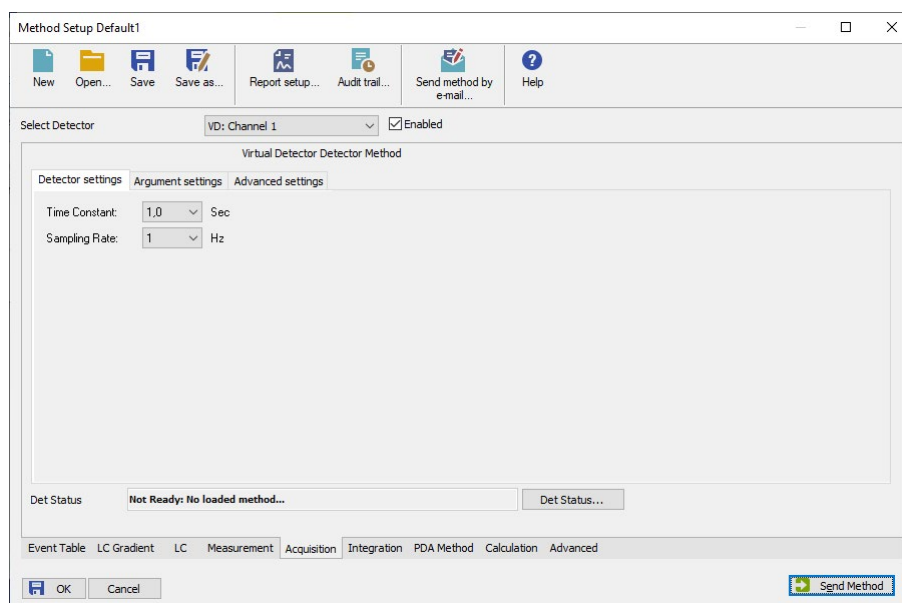 Method Setup Default1
New Open... Save Save as... Report setup... Audit trail... Send method by e-mail... Help
Select Detector VD: Channel 1 Enabled
Virtual Detector Detector Method
Detector settings Argument settings Advanced settings
Time Constant: 1,0 Sec
Sampling Rate: 1 Hz
Det Status Not Ready: No loaded method... Det Status...
Event Table LC Gradient LC Measurement Acquisition Integration PDA Method Calculation Advanced
OK Cancel Send Method